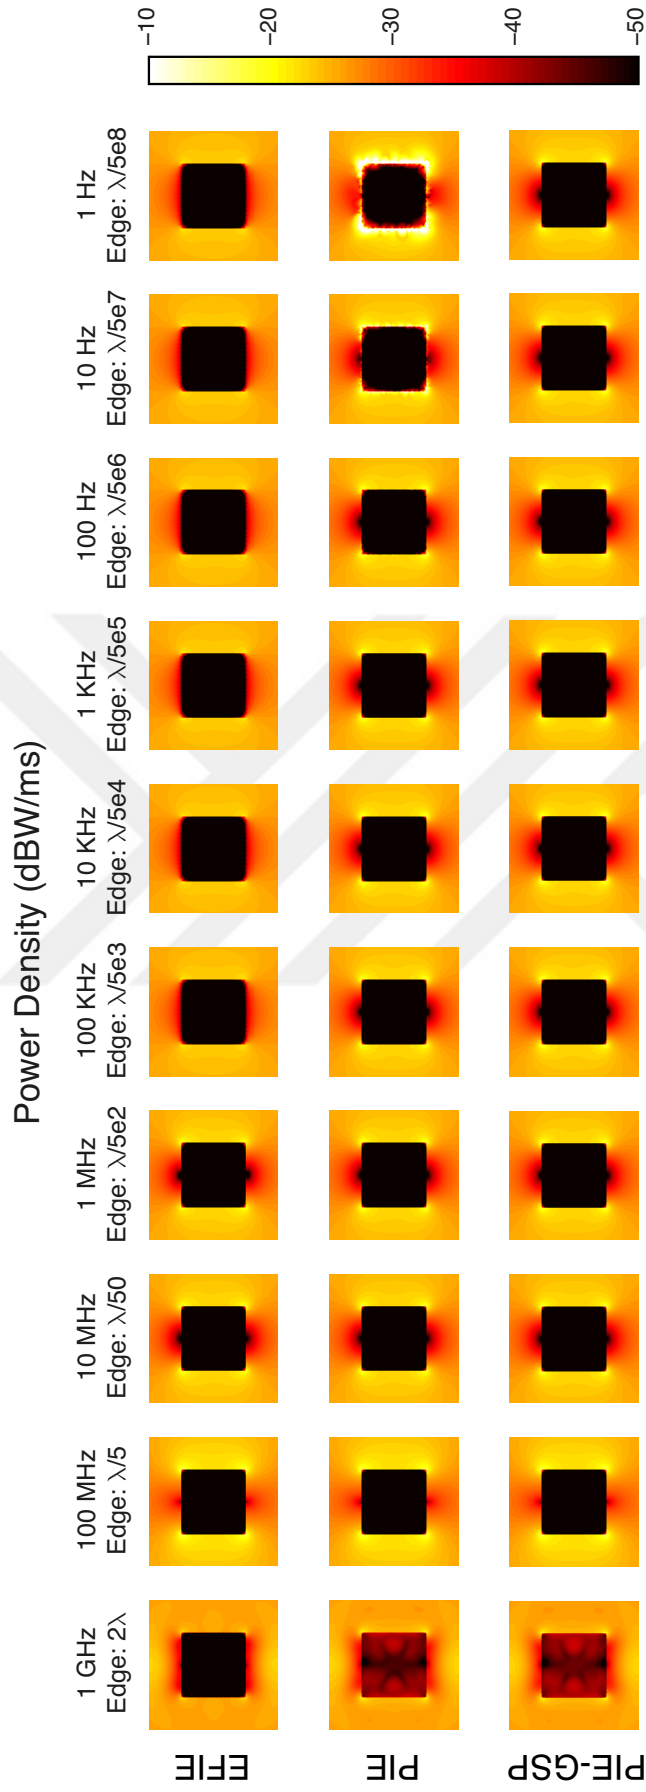 Power Density (dBW/ms)
1 GHz
Edge: 2λ
100 MHz
Edge: λ/5
10 MHz
Edge: λ/50
1 MHz
Edge: λ/5e2
100 KHz
Edge: λ/5e3
10 KHz
Edge: λ/5e4
1 KHz
Edge: λ/5e5
100 Hz
Edge: λ/5e6
10 Hz
Edge: λ/5e7
1 Hz
Edge: λ/5e8
EFIE
PIE
PIE-GSP
-10
-20
-30
-40
-50